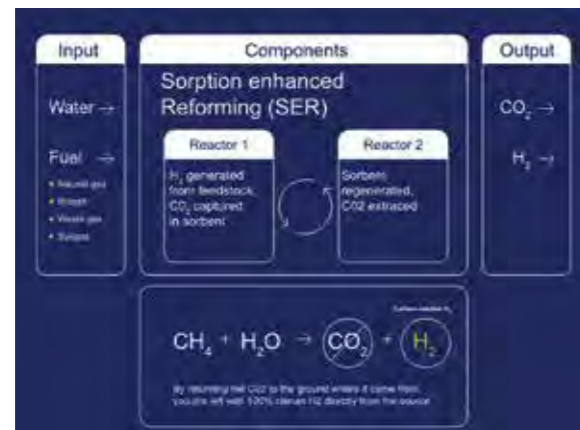 Input
Water →
Fuel →
• Natural gas
• Biogas
• Waste gas
• Syngas
Components
Sorption enhanced
Reforming (SER)
Reactor 1
H₂ generated
from feedstock,
CO₂ captured
in sorbent
Reactor 2
Sorbent
regenerated,
C02 extraced
Output
CO₂ →
H₂ →
CH₄ + H₂O → CO₂ + H₂
By returning the C02 to the ground where it came from,
you are left with 100% clean H2 directly from the source